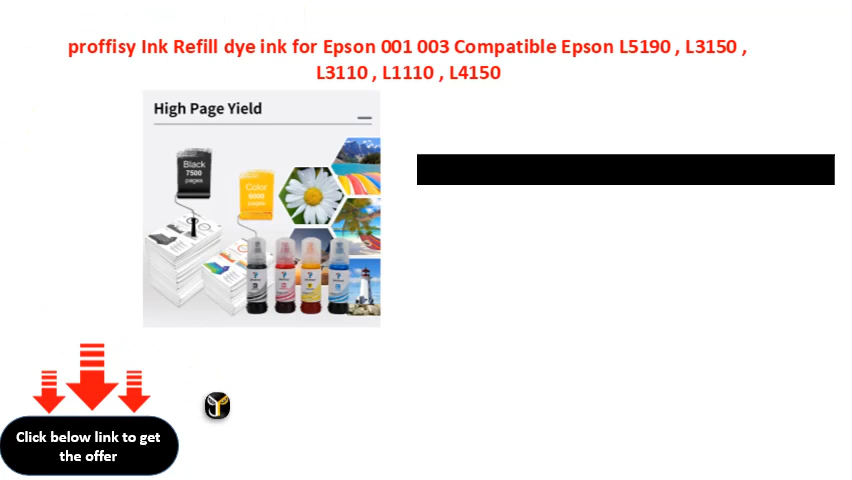 proffisy Ink Refill dye ink for Epson 001 003 Compatible Epson L5190 , L3150 ,
L3110 , L1110 , L4150
High Page Yield
Black
7500
pages
Color
6000
pages
Click below link to get
the offer